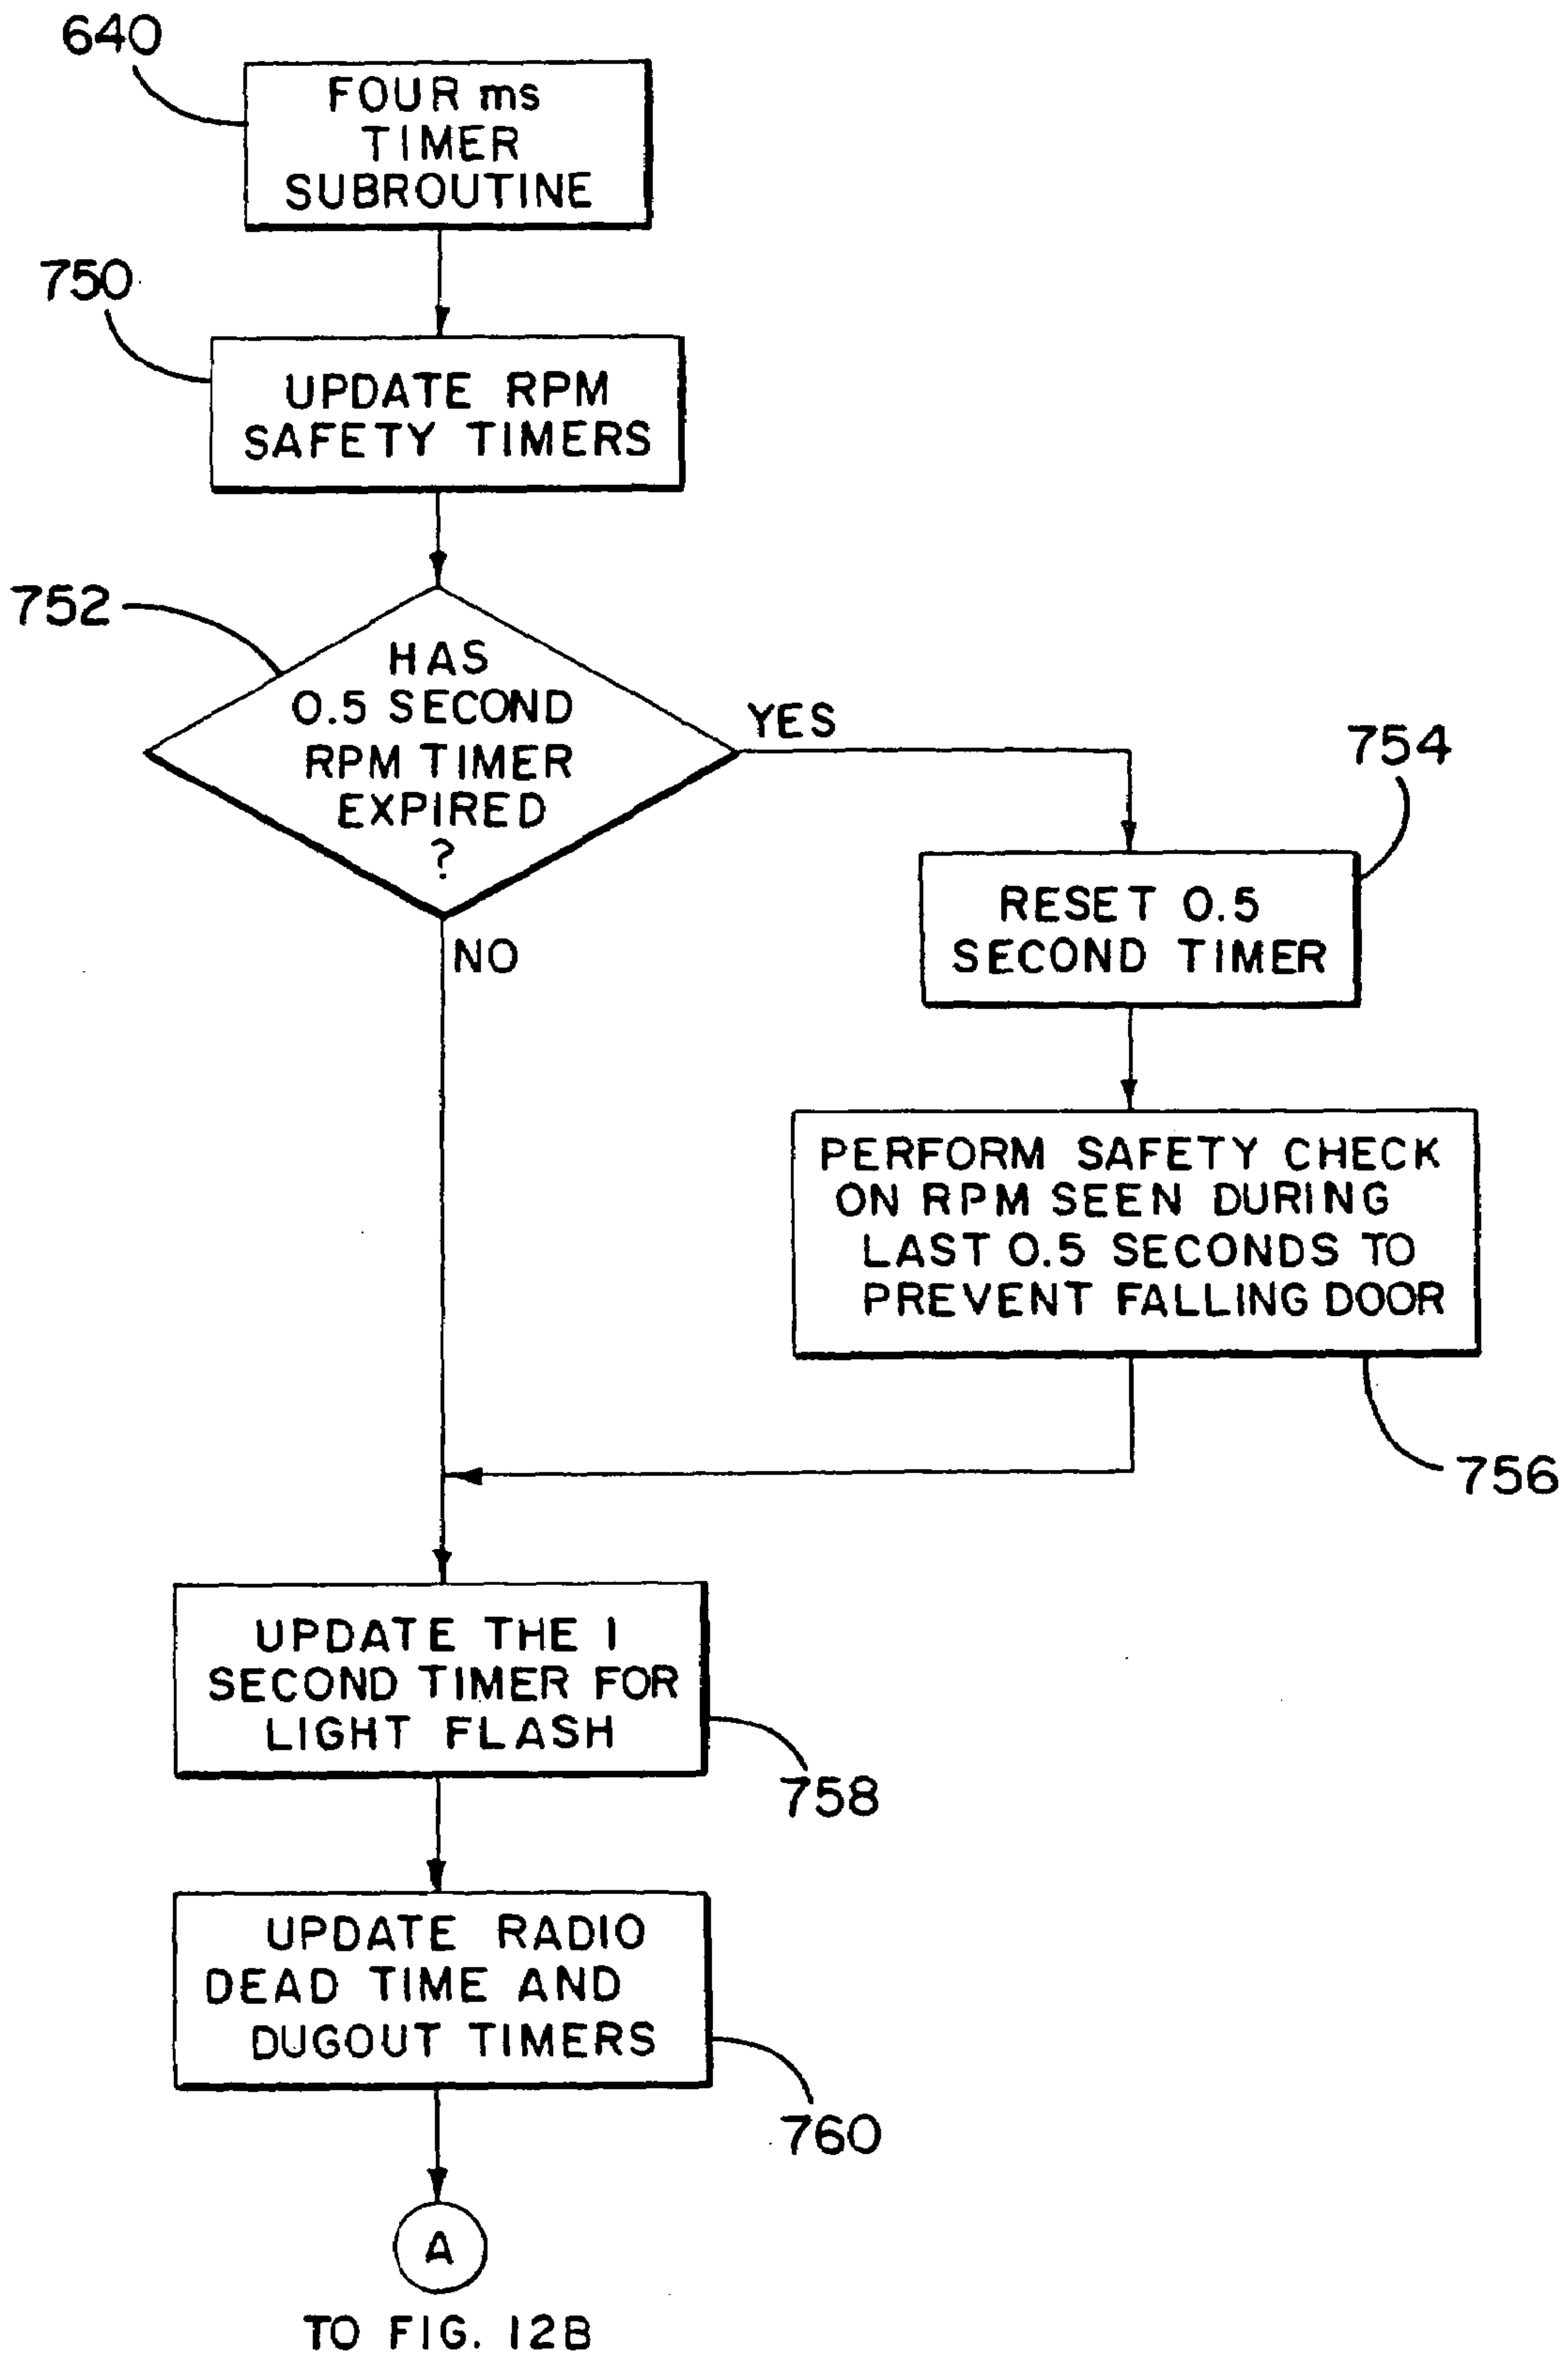 640
FOUR ms
TIMER
SUBROUTINE
750
UPDATE RPM
SAFETY TIMERS
752
HAS
0.5 SECOND
RPM TIMER
EXPIRED
?
YES
NO
754
RESET 0.5
SECOND TIMER
PERFORM SAFETY CHECK
ON RPM SEEN DURING
LAST 0.5 SECONDS TO
PREVENT FALLING DOOR
756
UPDATE THE 1
SECOND TIMER FOR
LIGHT FLASH
758
UPDATE RADIO
DEAD TIME AND
DUGOUT TIMERS
760
A
TO FIG. 12B